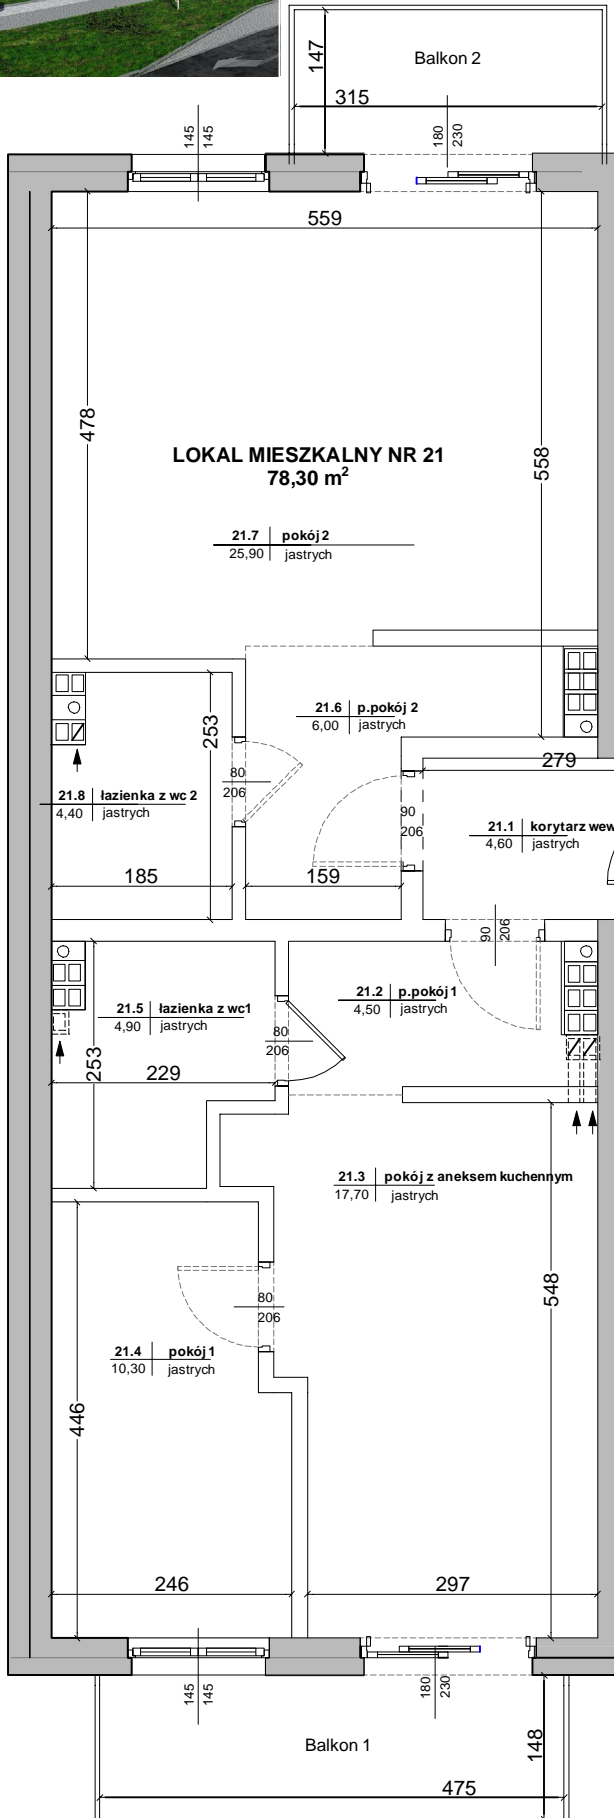 Balkon 2
147
315
145
145
180
230
559
478
558
LOKAL MIESZKALNY NR 21
78,30 m²
21.7 pokój 2
25,90 jastrych
21.6 p.pokój 2
6,00 jastrych
253
279
80
206
21.8 łazienka z wc 2
4,40 jastrych
90
206
21.1 korytarz wew
4,60 jastrych
185
159
90
206
21.2 p.pokój 1
4,50 jastrych
21.5 łazienka z wc1
4,90 jastrych
80
206
253
229
21.3 pokój z aneksem kuchennym
17,70 jastrych
548
80
206
21.4 pokój 1
10,30 jastrych
446
246
297
145
145
180
230
Balkon 1
148
475